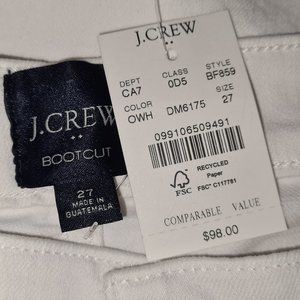 J.CREW
BOOTCUT
27
MADE IN
GUATEMALA
J.CREW
DEPT CLASS STYLE
CA7 0D5 BF859
COLOR SIZE
OWH DM6175 27
099106509491
RECYCLED
Paper
FSC
FSC® C117781
COMPARABLE VALUE
$98.00